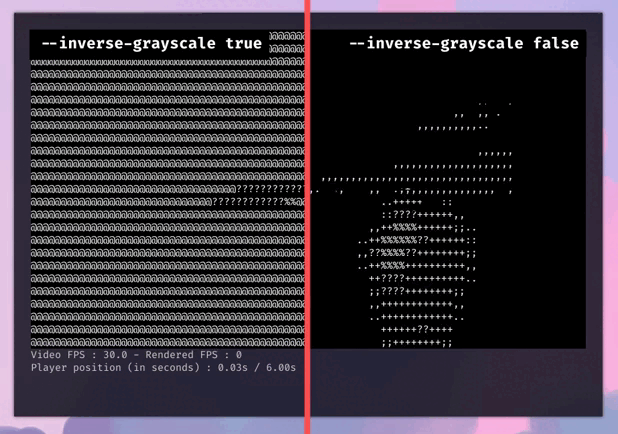 --inverse-grayscale true
--inverse-grayscale false
Video FPS : 30.0 - Rendered FPS : 0
Player position (in seconds) : 0.03s / 6.00s